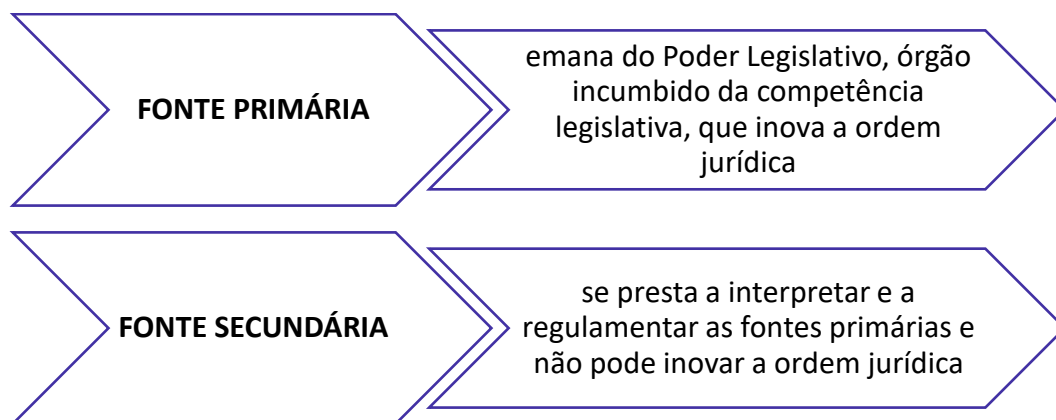 FONTE PRIMÁRIA
emana do Poder Legislativo, órgão
incumbido da competência
legislativa, que inova a ordem
jurídica
FONTE SECUNDÁRIA
se presta a interpretar e a
regulamentar as fontes primárias e
não pode inovar a ordem jurídica